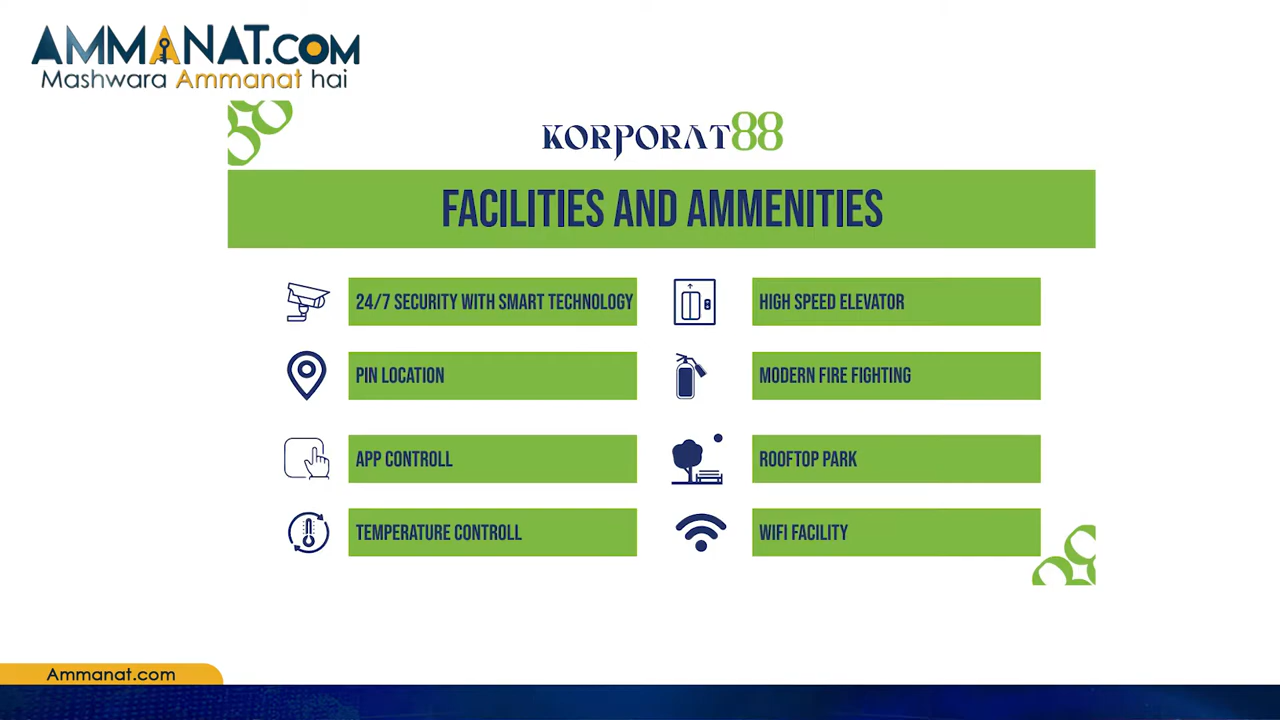 AMMANAT.COM
Mashwara Ammanat hai
KORPORAT88
FACILITIES AND AMMENITIES
24/7 SECURITY WITH SMART TECHNOLOGY
HIGH SPEED ELEVATOR
PIN LOCATION
MODERN FIRE FIGHTING
APP CONTROLL
ROOFTOP PARK
TEMPERATURE CONTROLL
WIFI FACILITY
Ammanat.com